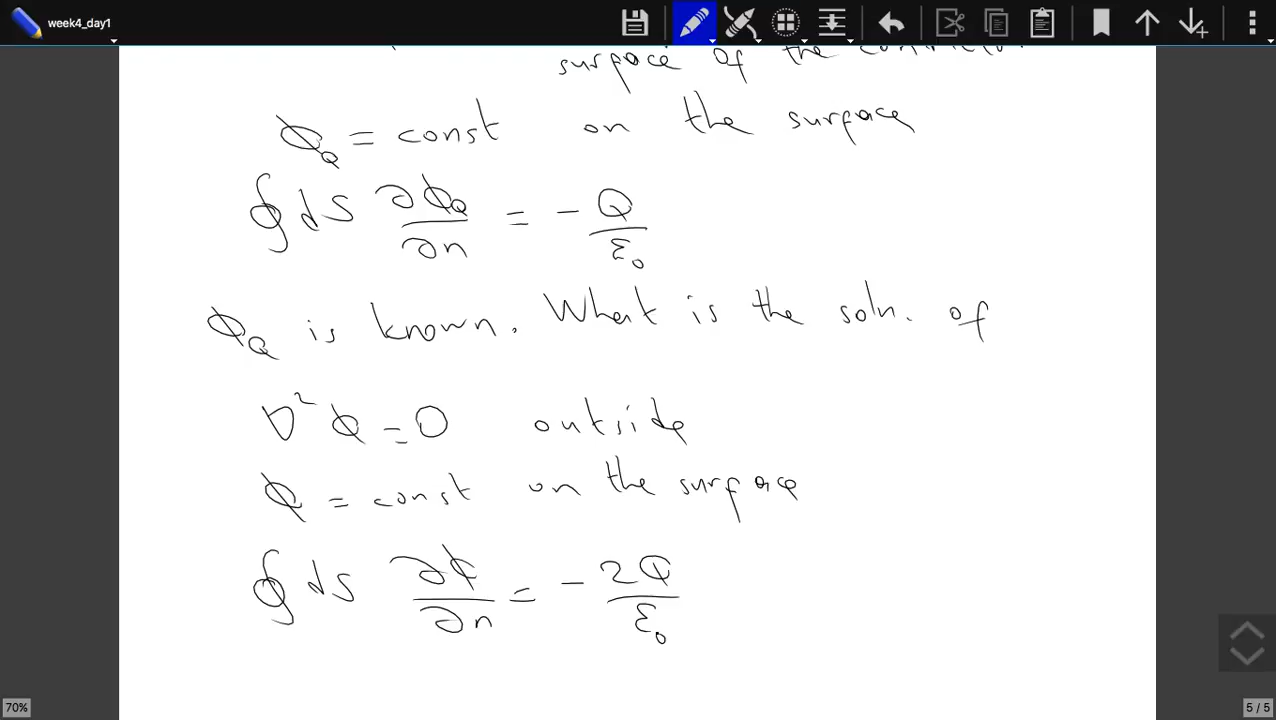 week4_day1
surface of the
ϕ_Q = const on the surface
∮ dS ∂ϕ_Q/∂n = - Q/ε₀
ϕ_Q is known. What is the soln. of
∇²ϕ = 0 outside
ϕ = const on the surface
∮ dS ∂ϕ/∂n = - 2Q/ε₀
70%
5 / 5